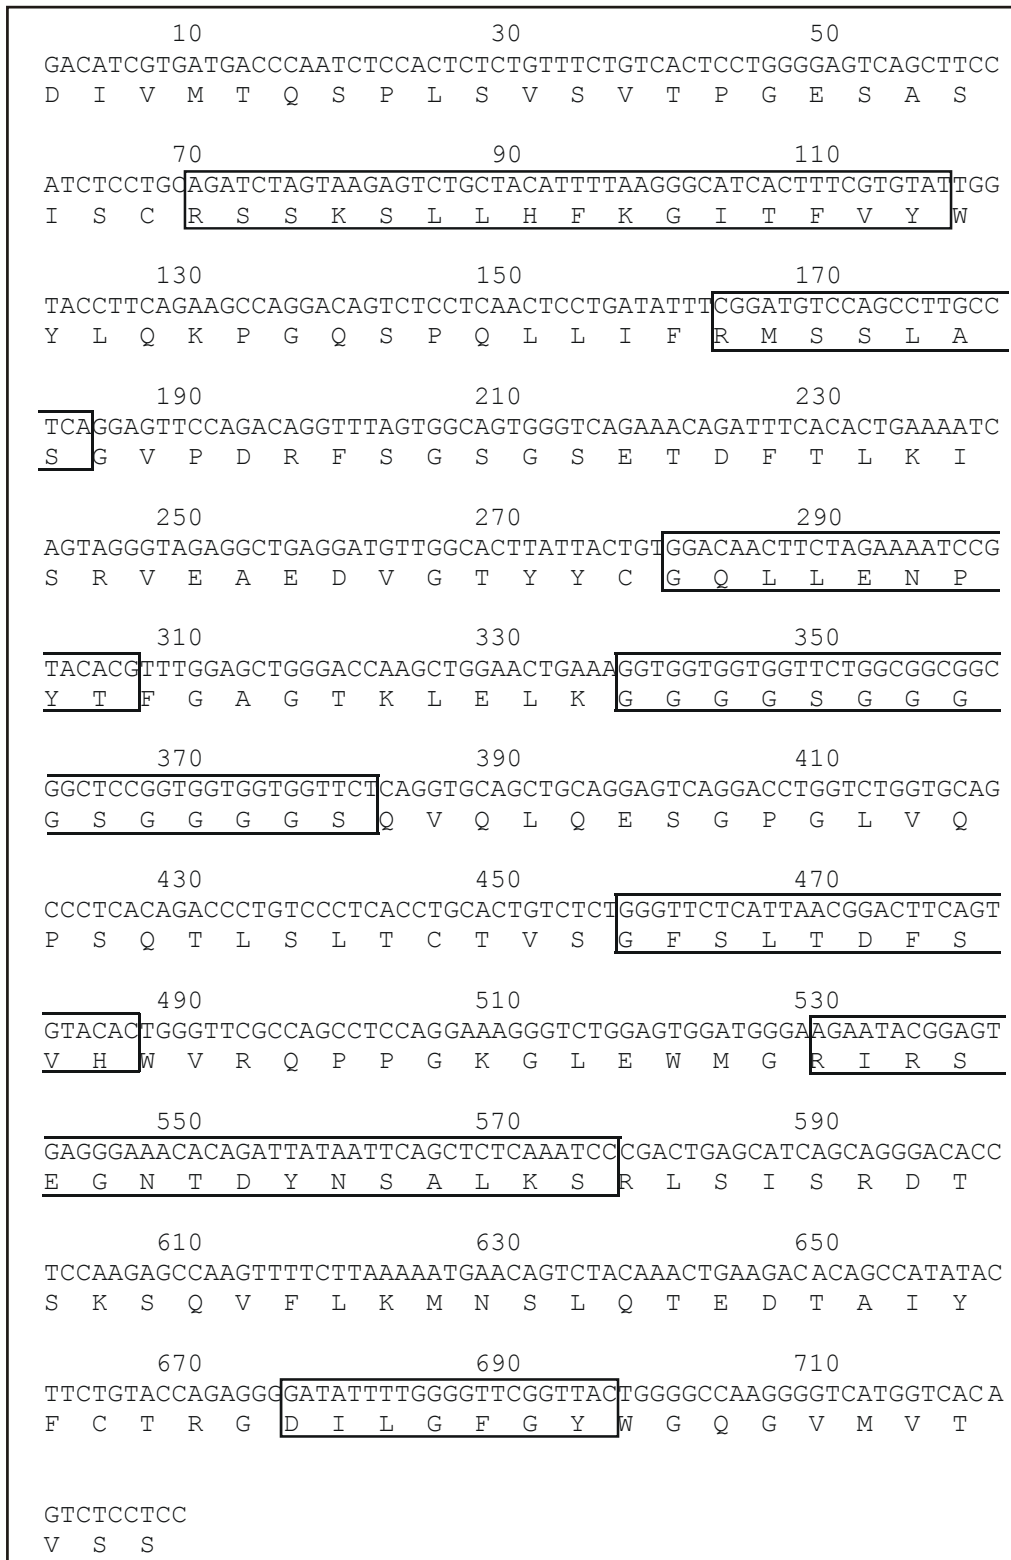 10 30 50
GACATCGTGATGACCCAATCTCCACTCTCTGTTTCTGTCACTCCTGGGGAGTCAGCTTCC
D I V M T Q S P L S V S V T P G E S A S
70 90 110
ATCTCCTGCAGATCTAGTAAGAGTCTGCTACATTTTAAGGGCATCACTTTCGTGTATTGG
I S C R S S K S L L H F K G I T F V Y W
130 150 170
TACCTTCAGAAGCCAGGACAGTCTCCTCAACTCCTGATATTTCGGATGTCCAGCCTTGCC
Y L Q K P G Q S P Q L L I F R M S S L A
190 210 230
TCAGGAGTTCCAGACAGGTTTAGTGGCAGTGGGTCAGAAACAGATTTCACACTGAAAATC
S G V P D R F S G S G S E T D F T L K I
250 270 290
AGTAGGGTAGAGGCTGAGGATGTTGGCACTTATTACTGTGGACAACTTCTAGAAAATCCG
S R V E A E D V G T Y Y C G Q L L E N P
310 330 350
TACACGTTTGGAGCTGGGACCAAGCTGGAACTGAAAGGTGGTGGTGGTTCTGGCGGCGGC
Y T F G A G T K L E L K G G G G S G G G
370 390 410
GGCTCCGGTGGTGGTGGTTCTCAGGTGCAGCTGCAGGAGTCAGGACCTGGTCTGGTGCAG
G S G G G G S Q V Q L Q E S G P G L V Q
430 450 470
CCCTCACAGACCCTGTCCCTCACCTGCACTGTCTCTGGGTTCTCATTAACGGACTTCAGT
P S Q T L S L T C T V S G F S L T D F S
490 510 530
GTACACTGGGTTCGCCAGCCTCCAGGAAAGGGTCTGGAGTGGATGGGAAGAATACGGAGT
V H W V R Q P P G K G L E W M G R I R S
550 570 590
GAGGGAAACACAGATTATAATTCAGCTCTCAAATCCCGACTGAGCATCAGCAGGGACACC
E G N T D Y N S A L K S R L S I S R D T
610 630 650
TCCAAGAGCCAAGTTTTCTTAAAAATGAACAGTCTACAAACTGAAGACACAGCCATATAC
S K S Q V F L K M N S L Q T E D T A I Y
670 690 710
TTCTGTACCAGAGGGGATATTTTGGGGTTCGGTTACTGGGGCCAAGGGGTCATGGTCACA
F C T R G D I L G F G Y W G Q G V M V T
GTCTCCTCC
V S S